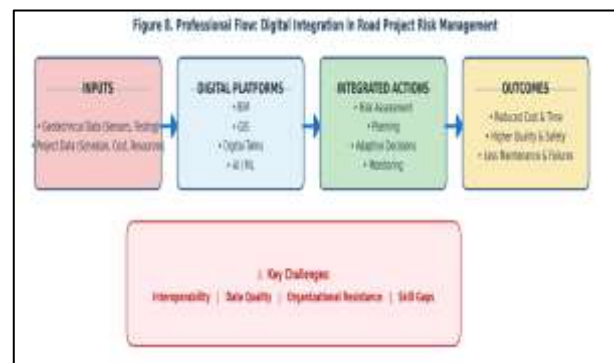 Figure 8. Professional Flow: Digital Integration in Road Project Risk Management
INPUTS
• Geotechnical Data (Sensors, Testing)
• Project Data (Schedule, Cost, Resources)
DIGITAL PLATFORMS
• BIM
• GIS
• Digital Twins
• AI / ML
INTEGRATED ACTIONS
• Risk Assessment
• Planning
• Adaptive Decisions
• Monitoring
OUTCOMES
• Reduced Cost & Time
• Higher Quality & Safety
• Less Maintenance & Failures
Key Challenges:
Interoperability | Data Quality | Organizational Resistance | Skill Gaps